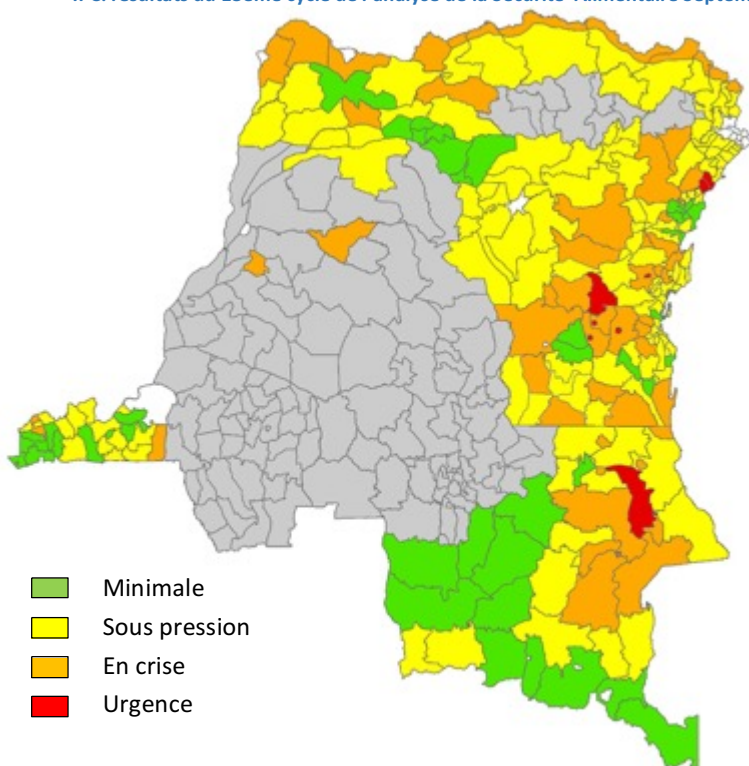 résultats du 13ème cycle de l'analyse de la Sécurité Alimentaire
Minimale
Sous pression
En crise
Urgence